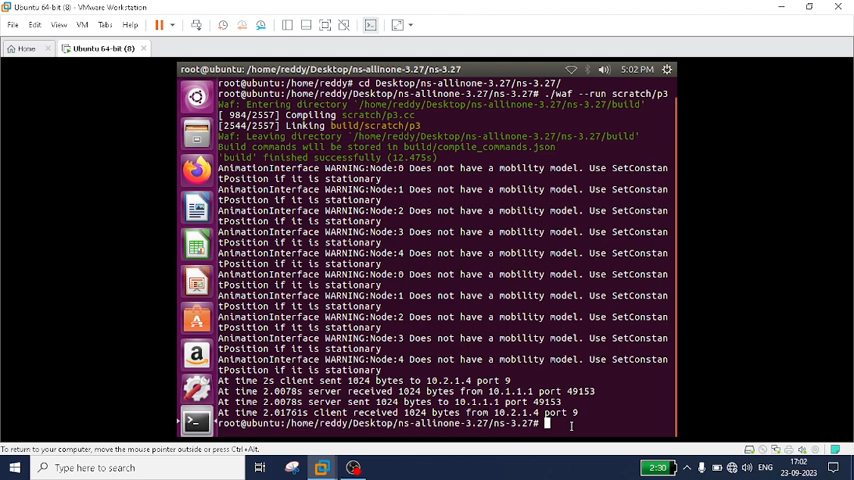 Ubuntu 64-bit (8) - VMware Workstation
File Edit View VM Tabs Help
Home
Ubuntu 64-bit (8)
root@ubuntu: /home/reddy/Desktop/ns-allinone-3.27/ns-3.27
5:02 PM
root@ubuntu:/home/reddy# cd Desktop/ns-allinone-3.27/ns-3.27/
root@ubuntu:/home/reddy/Desktop/ns-allinone-3.27/ns-3.27# ./waf --run scratch/p3
Waf: Entering directory `/home/reddy/Desktop/ns-allinone-3.27/ns-3.27/build'
[ 984/2557] Compiling scratch/p3.cc
[2544/2557] Linking build/scratch/p3
Waf: Leaving directory `/home/reddy/Desktop/ns-allinone-3.27/ns-3.27/build'
Build commands will be stored in build/compile_commands.json
'build' finished successfully (12.475s)
AnimationInterface WARNING:Node:0 Does not have a mobility model. Use SetConstan
tPosition if it is stationary
AnimationInterface WARNING:Node:1 Does not have a mobility model. Use SetConstan
tPosition if it is stationary
AnimationInterface WARNING:Node:2 Does not have a mobility model. Use SetConstan
tPosition if it is stationary
AnimationInterface WARNING:Node:3 Does not have a mobility model. Use SetConstan
tPosition if it is stationary
AnimationInterface WARNING:Node:4 Does not have a mobility model. Use SetConstan
tPosition if it is stationary
AnimationInterface WARNING:Node:0 Does not have a mobility model. Use SetConstan
tPosition if it is stationary
AnimationInterface WARNING:Node:1 Does not have a mobility model. Use SetConstan
tPosition if it is stationary
AnimationInterface WARNING:Node:2 Does not have a mobility model. Use SetConstan
tPosition if it is stationary
AnimationInterface WARNING:Node:3 Does not have a mobility model. Use SetConstan
tPosition if it is stationary
AnimationInterface WARNING:Node:4 Does not have a mobility model. Use SetConstan
tPosition if it is stationary
At time 2s client sent 1024 bytes to 10.2.1.4 port 9
At time 2.0078s server received 1024 bytes from 10.1.1.1 port 49153
At time 2.0078s server sent 1024 bytes to 10.1.1.1 port 49153
At time 2.01761s client received 1024 bytes from 10.2.1.4 port 9
root@ubuntu:/home/reddy/Desktop/ns-allinone-3.27/ns-3.27#
To return to your computer, move the mouse pointer outside or press Ctrl+Alt.
Type here to search
2:30
ENG
17:02
23-09-2023